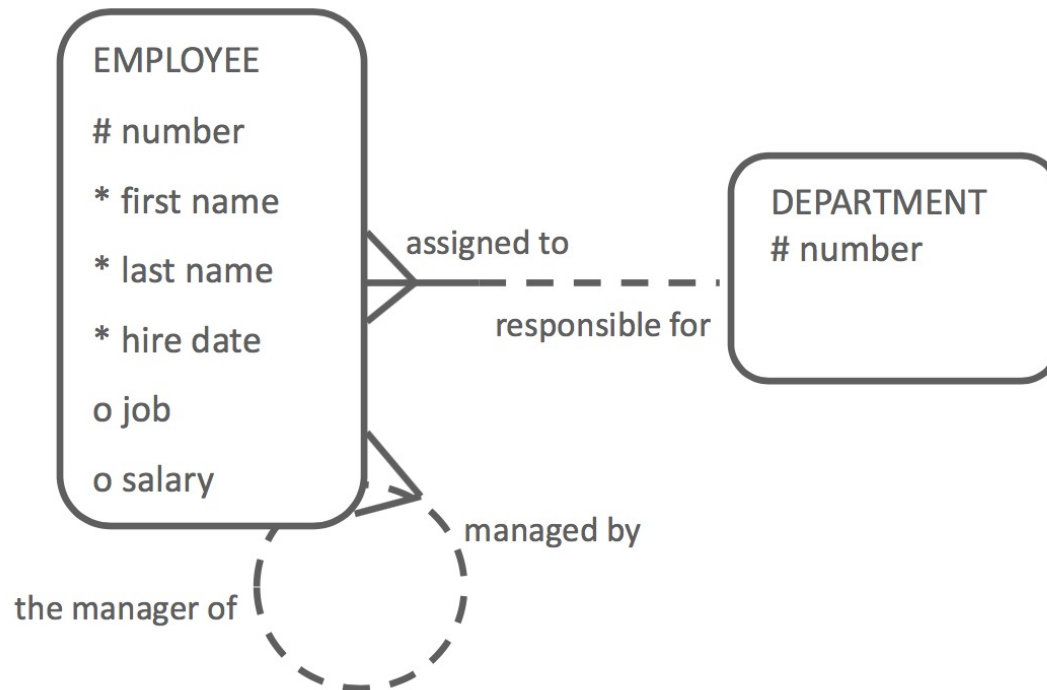 EMPLOYEE
# number
* first name
* last name
* hire date
o job
o salary
assigned to
responsible for
DEPARTMENT
# number
managed by
the manager of